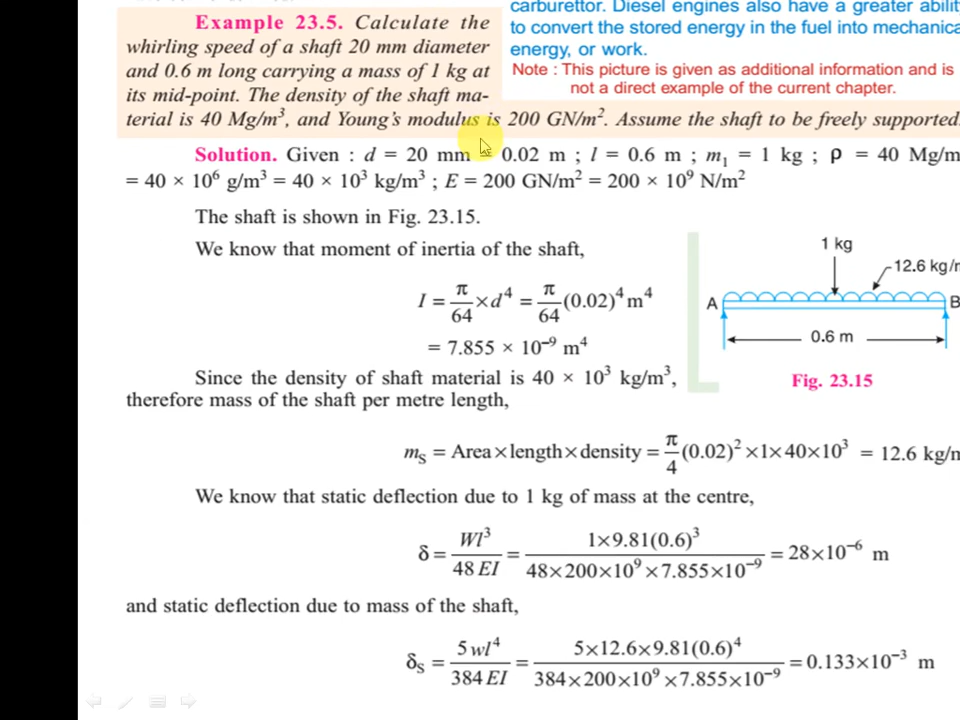 carburettor. Diesel engines also have a greater
Example 23.5. Calculate the
to convert the stored energy in the fuel into
whirling speed of a shaft 20 mm diameter
energy, or work.
and 0.6 m long carrying a mass of 1 kg at
Note : This picture is given as additional information and is
its mid-point. The density of the shaft ma-
not a direct example of the current chapter.
terial is 40 Mg/m³, and Young's modulus is 200 GN/m². Assume the shaft to be freely supported.
Solution. Given : d = 20 mm = 0.02 m ; l = 0.6 m ; m₁ = 1 kg ; ρ = 40 Mg/m
= 40 × 10⁶ g/m³ = 40 × 10³ kg/m³ ; E = 200 GN/m² = 200 × 10⁹ N/m²
The shaft is shown in Fig. 23.15.
We know that moment of inertia of the shaft,
I = π/64 × d⁴ = π/64 (0.02)⁴ m⁴
= 7.855 × 10⁻⁹ m⁴
1 kg
12.6 kg/m
A B
0.6 m
Fig. 23.15
Since the density of shaft material is 40 × 10³ kg/m³,
therefore mass of the shaft per metre length,
mS = Area × length × density = π/4 (0.02)² × 1 × 40 × 10³ = 12.6 kg/m
We know that static deflection due to 1 kg of mass at the centre,
δ = Wl³/48 EI = 1×9.81(0.6)³/48×200×10⁹×7.855×10⁻⁹ = 28×10⁻⁶ m
and static deflection due to mass of the shaft,
δS = 5wl⁴/384 EI = 5×12.6×9.81(0.6)⁴/384×200×10⁹×7.855×10⁻⁹ = 0.133×10⁻³ m